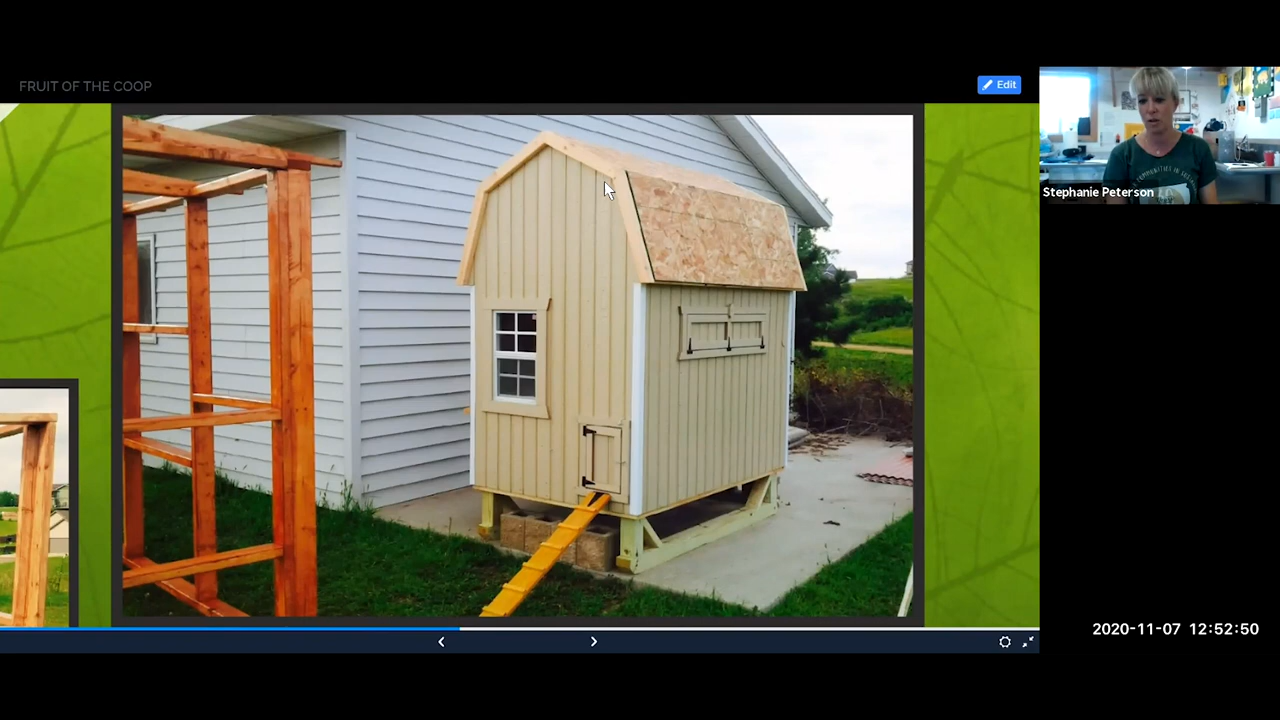 FRUIT OF THE COOP
Edit
Stephanie Peterson
2020-11-07 12:52:50